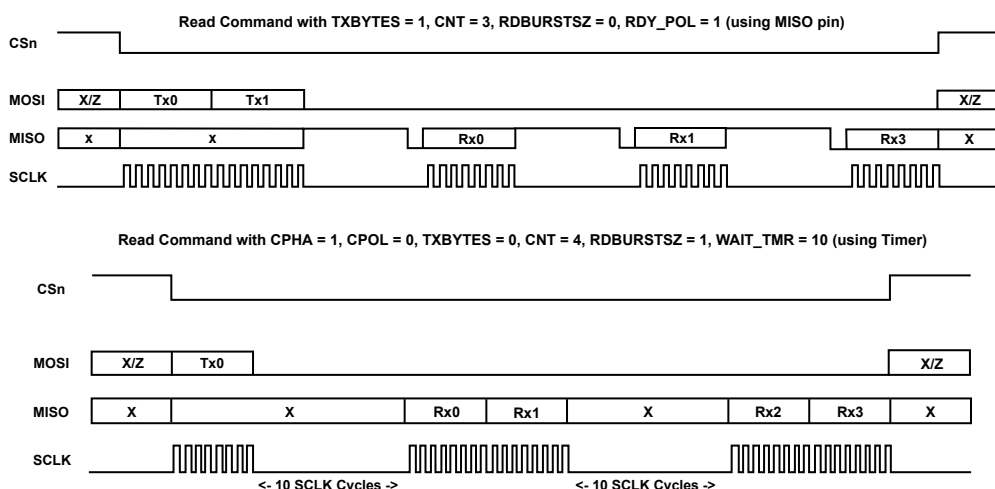 Read Command with TXBYTES = 1, CNT = 3, RDBURSTSZ = 0, RDY_POL = 1 (using MISO pin)
CSn
MOSI X/Z Tx0 Tx1 X/Z
MISO x x Rx0 Rx1 Rx3 X
SCLK
Read Command with CPHA = 1, CPOL = 0, TXBYTES = 0, CNT = 4, RDBURSTSZ = 1, WAIT_TMR = 10 (using Timer)
CSn
MOSI X/Z Tx0 X/Z
MISO X X Rx0 Rx1 X Rx2 Rx3 X
SCLK
<- 10 SCLK Cycles -> <- 10 SCLK Cycles ->